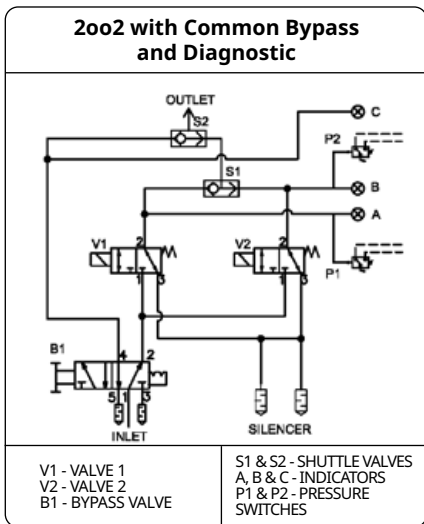 2oo2 with Common Bypass
and Diagnostic
OUTLET
S2
C
P2
S1
B
A
V1
2
V2
2
1
3
1
3
P1
B1
4
2
5
1
3
INLET
SILENCER
V1 - VALVE 1
V2 - VALVE 2
B1 - BYPASS VALVE
S1 & S2 - SHUTTLE VALVES
A, B & C - INDICATORS
P1 & P2 - PRESSURE
SWITCHES